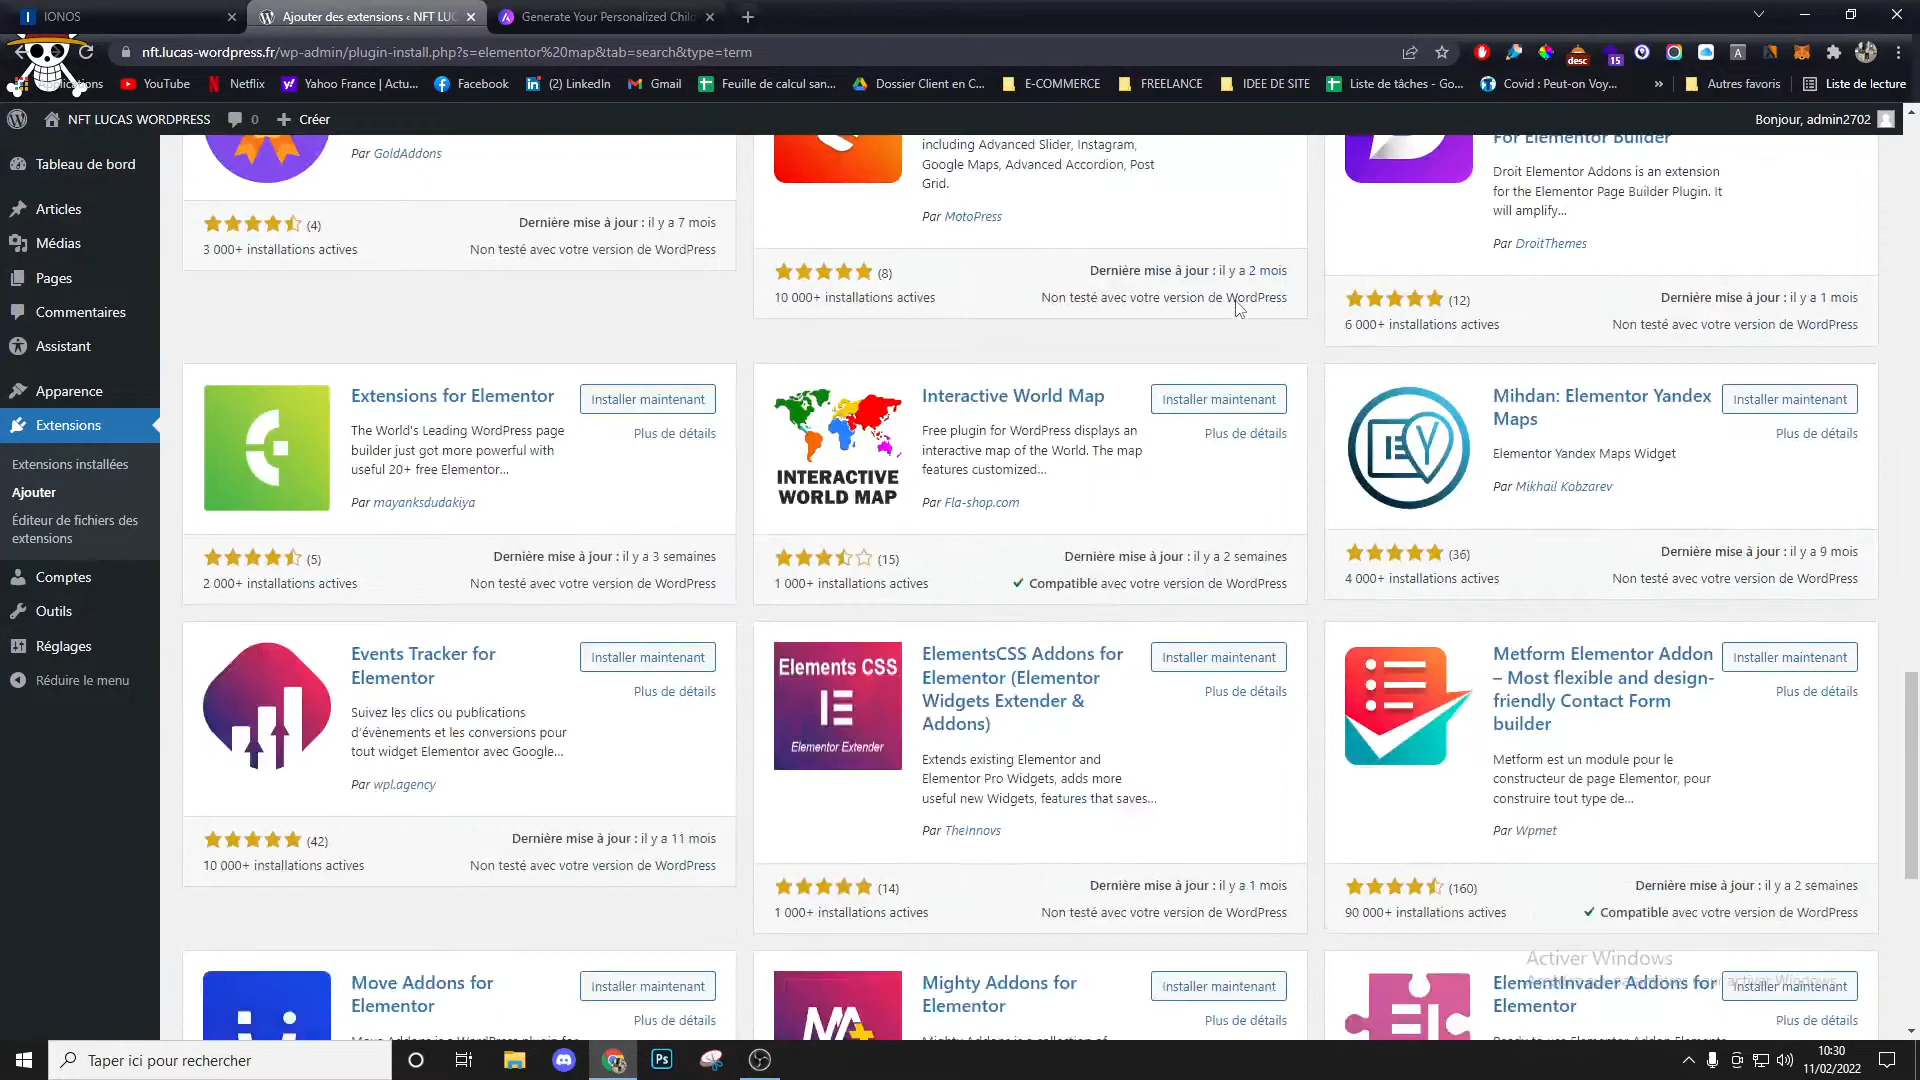 IONOS
Ajouter des extensions ‹ NFT LUC
Generate Your Personalized Chil
nft.lucas-wordpress.fr/wp-admin/plugin-install.php?s=elementor%20map&tab=search&type=term
desc
15
YouTube
Netflix
Yahoo France | Actu...
Facebook
(2) LinkedIn
Gmail
Feuille de calcul san...
Dossier Client en C...
E-COMMERCE
FREELANCE
IDEE DE SITE
Liste de tâches - Go...
Covid : Peut-on Voy...
»
Autres favoris
Liste de lecture
NFT LUCAS WORDPRESS
0
Créer
Bonjour, admin2702
Tableau de bord
Articles
Médias
Pages
Commentaires
Assistant
Apparence
Extensions
Extensions installées
Ajouter
Éditeur de fichiers des
extensions
Comptes
Outils
Réglages
Réduire le menu
Par GoldAddons
(4)
Dernière mise à jour : il y a 7 mois
3 000+ installations actives
Non testé avec votre version de WordPress
including Advanced Slider, Instagram,
Google Maps, Advanced Accordion, Post
Grid.
Par MotoPress
(8)
Dernière mise à jour : il y a 2 mois
10 000+ installations actives
Non testé avec votre version de WordPress
For Elementor Builder
Droit Elementor Addons is an extension
for the Elementor Page Builder Plugin. It
will amplify...
Par DroitThemes
(12)
Dernière mise à jour : il y a 1 mois
6 000+ installations actives
Non testé avec votre version de WordPress
Extensions for Elementor
Installer maintenant
Plus de détails
The World's Leading WordPress page
builder just got more powerful with
useful 20+ free Elementor...
Par mayanksdudakiya
(5)
Dernière mise à jour : il y a 3 semaines
2 000+ installations actives
Non testé avec votre version de WordPress
INTERACTIVE
WORLD MAP
Interactive World Map
Installer maintenant
Plus de détails
Free plugin for WordPress displays an
interactive map of the World. The map
features customized...
Par Fla-shop.com
(15)
Dernière mise à jour : il y a 2 semaines
1 000+ installations actives
Compatible avec votre version de WordPress
Mihdan: Elementor Yandex
Maps
Installer maintenant
Plus de détails
Elementor Yandex Maps Widget
Par Mikhail Kobzarev
(36)
Dernière mise à jour : il y a 9 mois
4 000+ installations actives
Non testé avec votre version de WordPress
Events Tracker for
Elementor
Installer maintenant
Plus de détails
Suivez les clics ou publications
d'évènements et les conversions pour
tout widget Elementor avec Google...
Par wpl.agency
(42)
Dernière mise à jour : il y a 11 mois
10 000+ installations actives
Non testé avec votre version de WordPress
Elements CSS
Elementor Extender
ElementsCSS Addons for
Elementor (Elementor
Widgets Extender &
Addons)
Installer maintenant
Plus de détails
Extends existing Elementor and
Elementor Pro Widgets, adds more
useful new Widgets, features that saves...
Par TheInnovs
(14)
Dernière mise à jour : il y a 1 mois
1 000+ installations actives
Non testé avec votre version de WordPress
Metform Elementor Addon
– Most flexible and design-
friendly Contact Form
builder
Installer maintenant
Plus de détails
Metform est un module pour le
constructeur de page Elementor, pour
construire tout type de...
Par Wpmet
(160)
Dernière mise à jour : il y a 2 semaines
90 000+ installations actives
Compatible avec votre version de WordPress
Move Addons for
Elementor
Installer maintenant
Plus de détails
MA
Mighty Addons for
Elementor
Installer maintenant
Plus de détails
Activer Windows
ElementInvader Addons for
Elementor
Installer maintenant
Plus de détails
Taper ici pour rechercher
Ps
10:30
11/02/2022